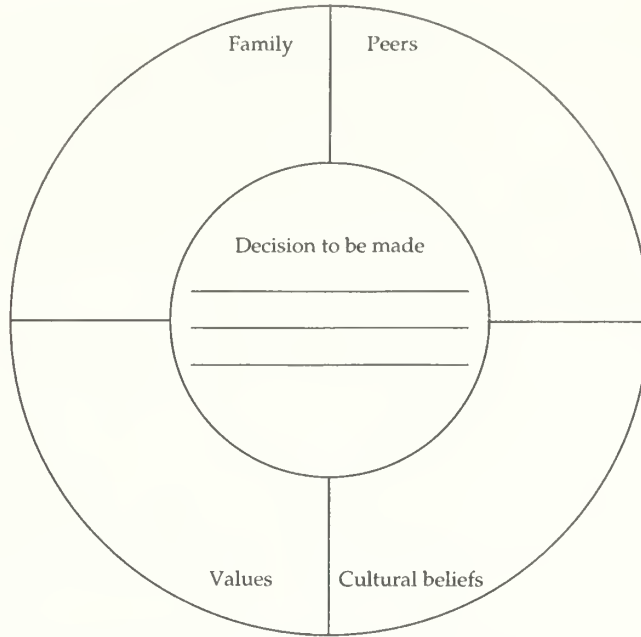 Family
Peers
Decision to be made
Values
Cultural beliefs